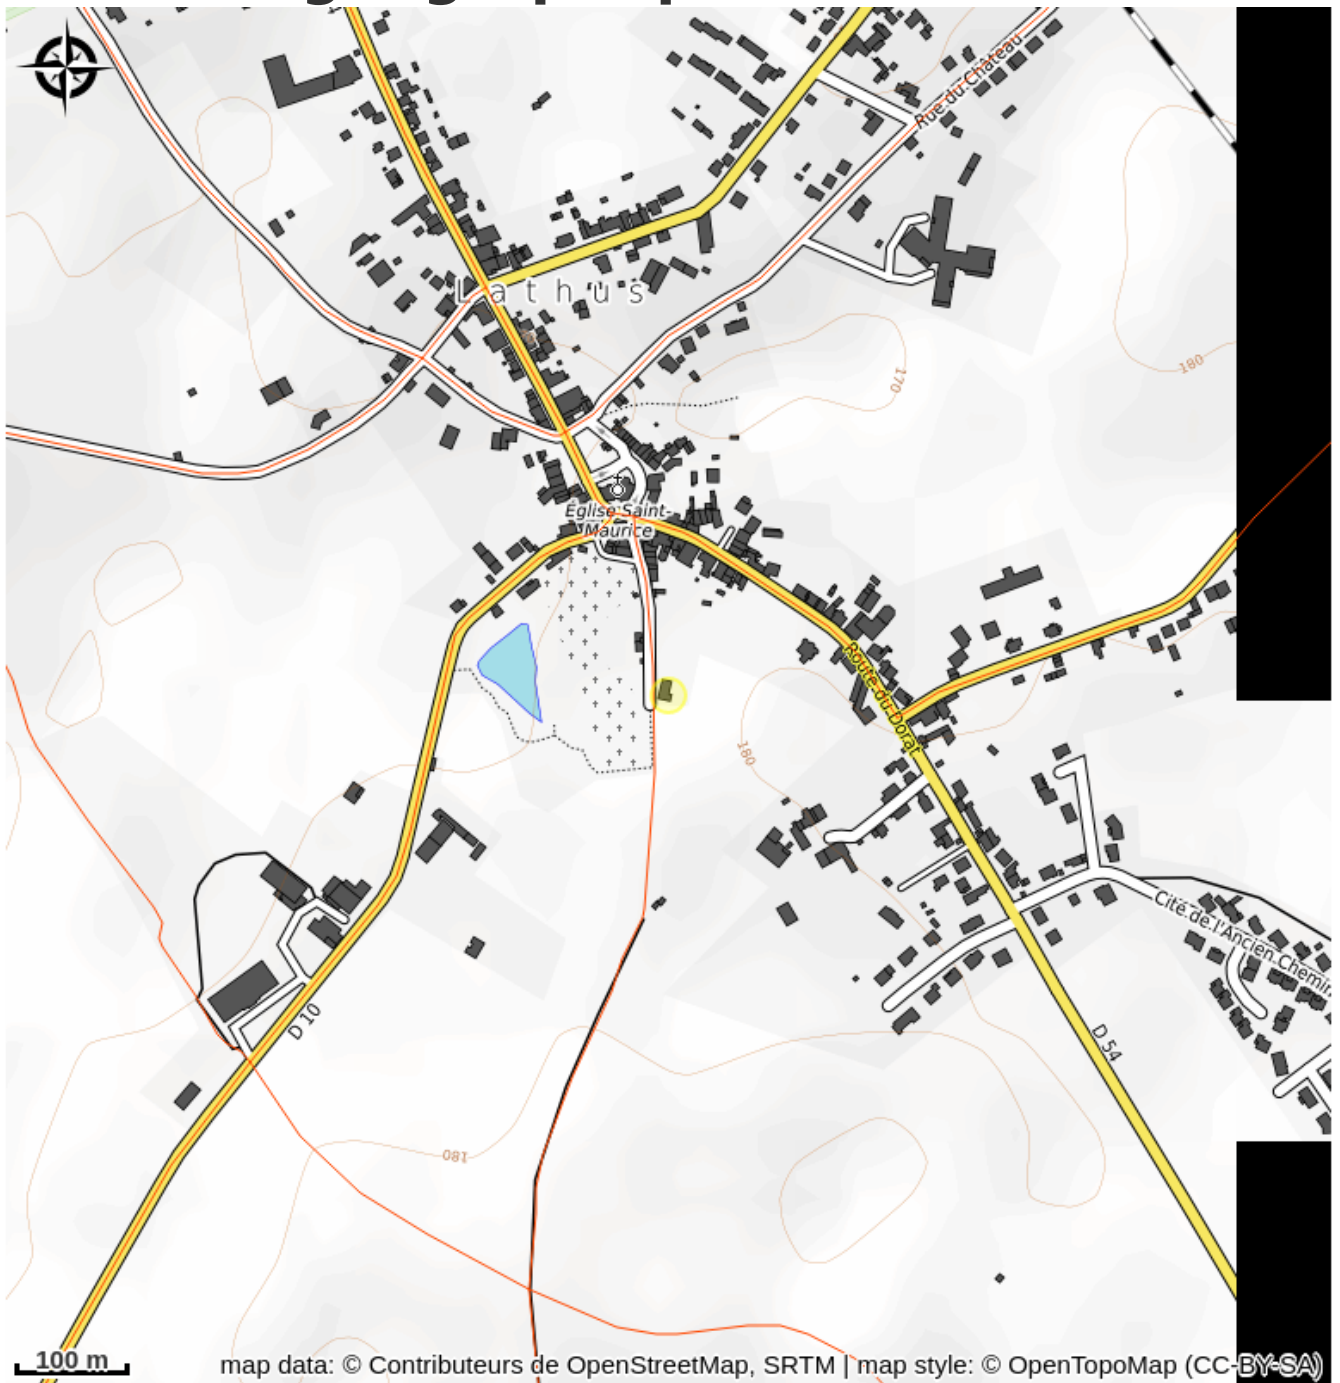 Rue du Château
Lathus
180
170
Église Saint-
Maurice
Route du Dorat
180
Cité de l'Ancien Chemin
D 10
D 54
180
100 m
map data: © Contributeurs de OpenStreetMap, SRTM | map style: © OpenTopoMap (CC-BY-SA)